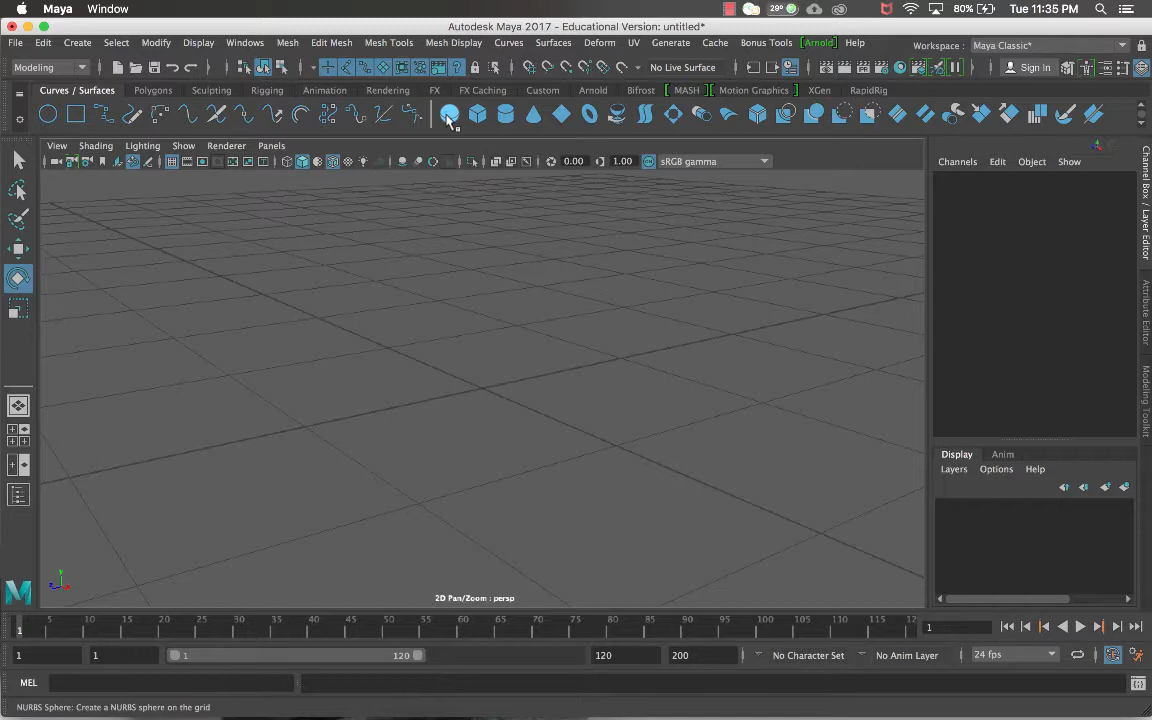 Maya Window 29° 80% Tue 11:35 PM
Autodesk Maya 2017 - Educational Version: untitled*
File Edit Create Select Modify Display Windows Mesh Edit Mesh Mesh Tools Mesh Display Curves Surfaces Deform UV Generate Cache Bonus Tools [Arnold] Help Workspace : Maya Classic*
Modeling No Live Surface Sign In
Curves / Surfaces Polygons Sculpting Rigging Animation Rendering FX FX Caching Custom Arnold Bifrost MASH Motion Graphics XGen RapidRig
View Shading Lighting Show Renderer Panels
0.00 1.00 ON sRGB gamma
Channels Edit Object Show
Channel Box / Layer Editor
Attribute Editor
Modeling Toolkit
Display Anim
Layers Options Help
y
z x
2D Pan/Zoom : persp
M
5 10 15 20 25 30 35 40 45 50 55 60 65 70 75 80 85 90 95 100 105 110 115 12
1 1
1 1 1 120 120 200 No Character Set No Anim Layer 24 fps
MEL
NURBS Sphere: Create a NURBS sphere on the grid